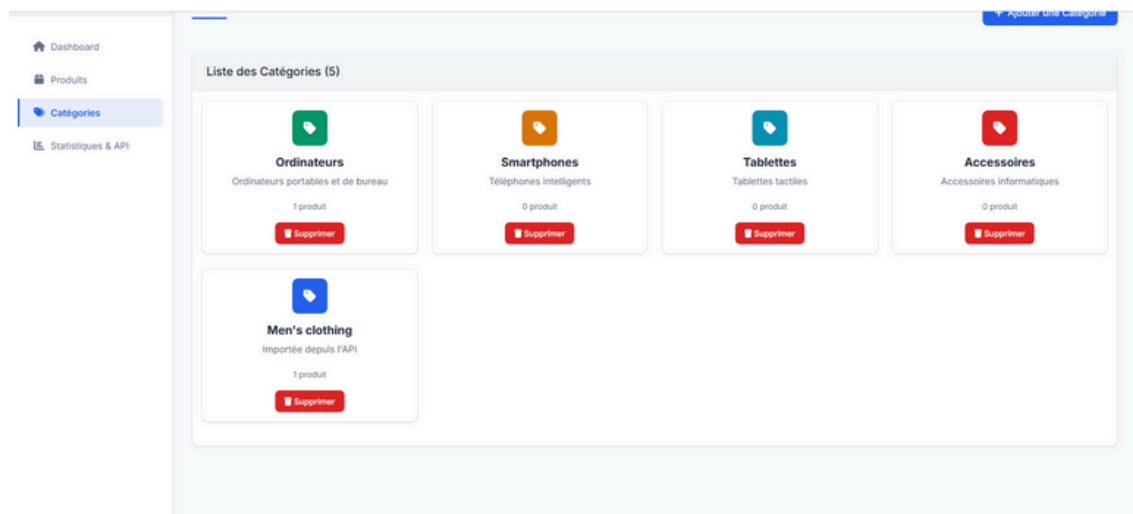 + Ajouter une Catégorie
Dashboard
Produits
Catégories
Statistiques & API
Liste des Catégories (5)
Ordinateurs
Ordinateurs portables et de bureau
1 produit
Supprimer
Smartphones
Téléphones intelligents
0 produit
Supprimer
Tablettes
Tablettes tactiles
0 produit
Supprimer
Accessoires
Accessoires informatiques
0 produit
Supprimer
Men's clothing
Importée depuis l'API
1 produit
Supprimer